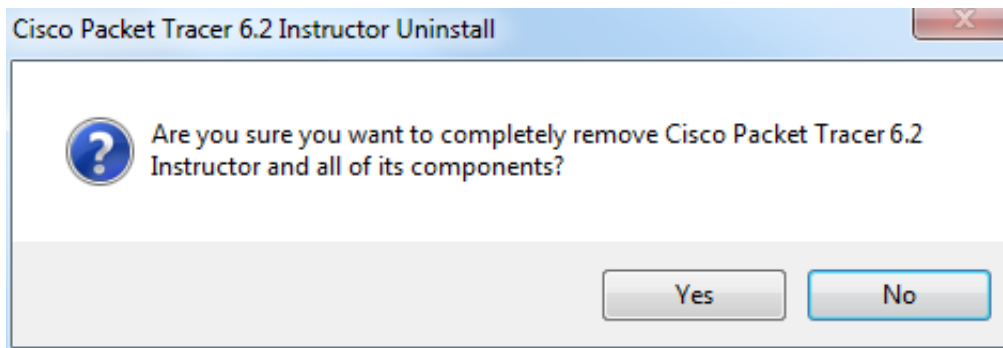 Cisco Packet Tracer 6.2 Instructor Uninstall
Are you sure you want to completely remove Cisco Packet Tracer 6.2
Instructor and all of its components?
Yes
No